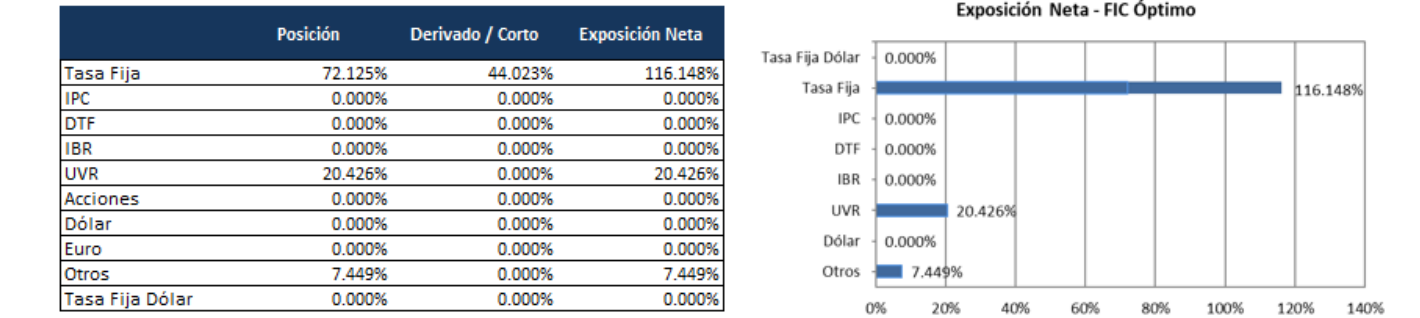 Posición Derivado / Corto Exposición Neta
Tasa Fija 72.125% 44.023% 116.148%
IPC 0.000% 0.000% 0.000%
DTF 0.000% 0.000% 0.000%
IBR 0.000% 0.000% 0.000%
UVR 20.426% 0.000% 20.426%
Acciones 0.000% 0.000% 0.000%
Dólar 0.000% 0.000% 0.000%
Euro 0.000% 0.000% 0.000%
Otros 7.449% 0.000% 7.449%
Tasa Fija Dólar 0.000% 0.000% 0.000%
Exposición Neta - FIC Óptimo
Tasa Fija Dólar 0.000%
Tasa Fija 116.148%
IPC 0.000%
DTF 0.000%
IBR 0.000%
UVR 20.426%
Dólar 0.000%
Otros 7.449%
0% 20% 40% 60% 80% 100% 120% 140%